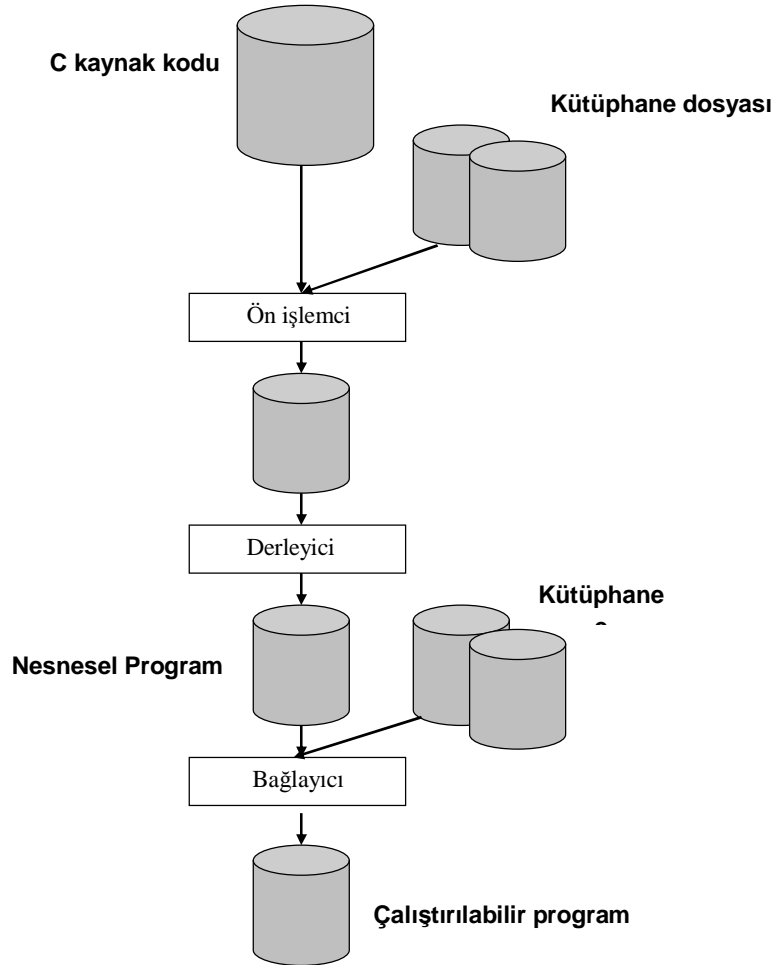 C kaynak kodu
Kütüphane dosyası
Ön işlemci
Derleyici
Kütüphane
Nesnesel Program
Bağlayıcı
Çalıştırılabilir program